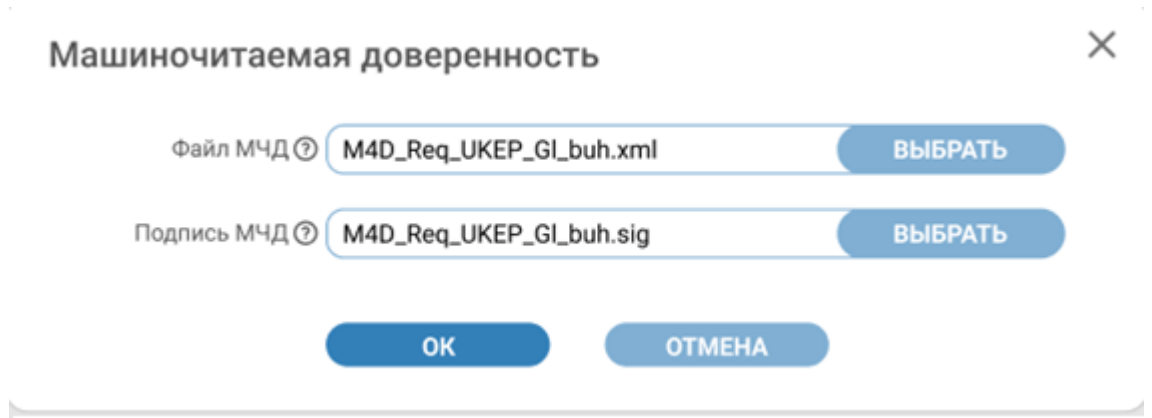 Машиночитаемая доверенность
Файл МЧД ? M4D_Req_UKEP_Gl_buh.xml ВЫБРАТЬ
Подпись МЧД ? M4D_Req_UKEP_Gl_buh.sig ВЫБРАТЬ
ОК ОТМЕНА